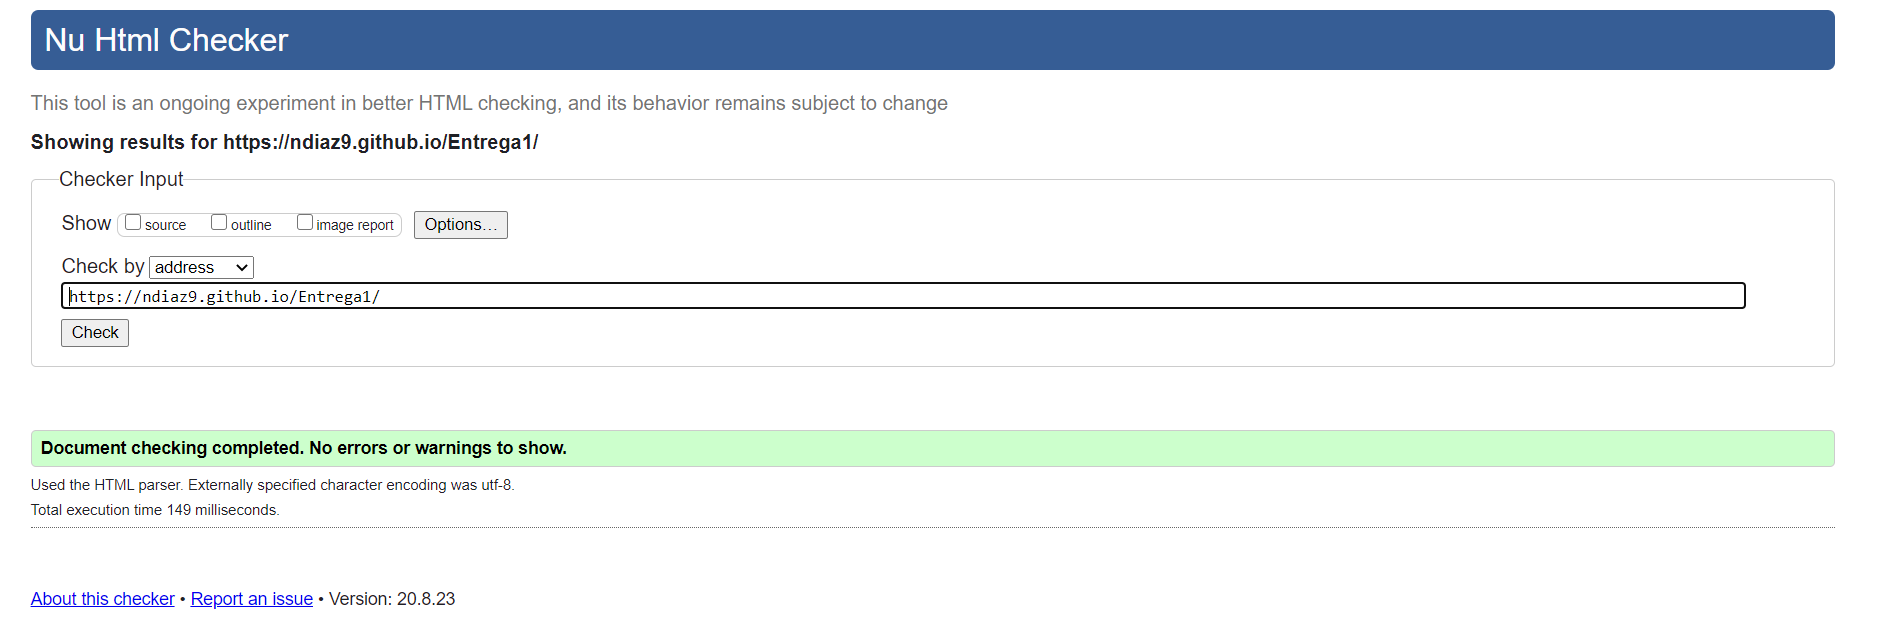 Nu Html Checker
This tool is an ongoing experiment in better HTML checking, and its behavior remains subject to change
Showing results for https://ndiaz9.github.io/Entrega1/
Checker Input
Show source outline image report Options…
Check by address
https://ndiaz9.github.io/Entrega1/
Check
Document checking completed. No errors or warnings to show.
Used the HTML parser. Externally specified character encoding was utf-8.
Total execution time 149 milliseconds.
About this checker • Report an issue • Version: 20.8.23